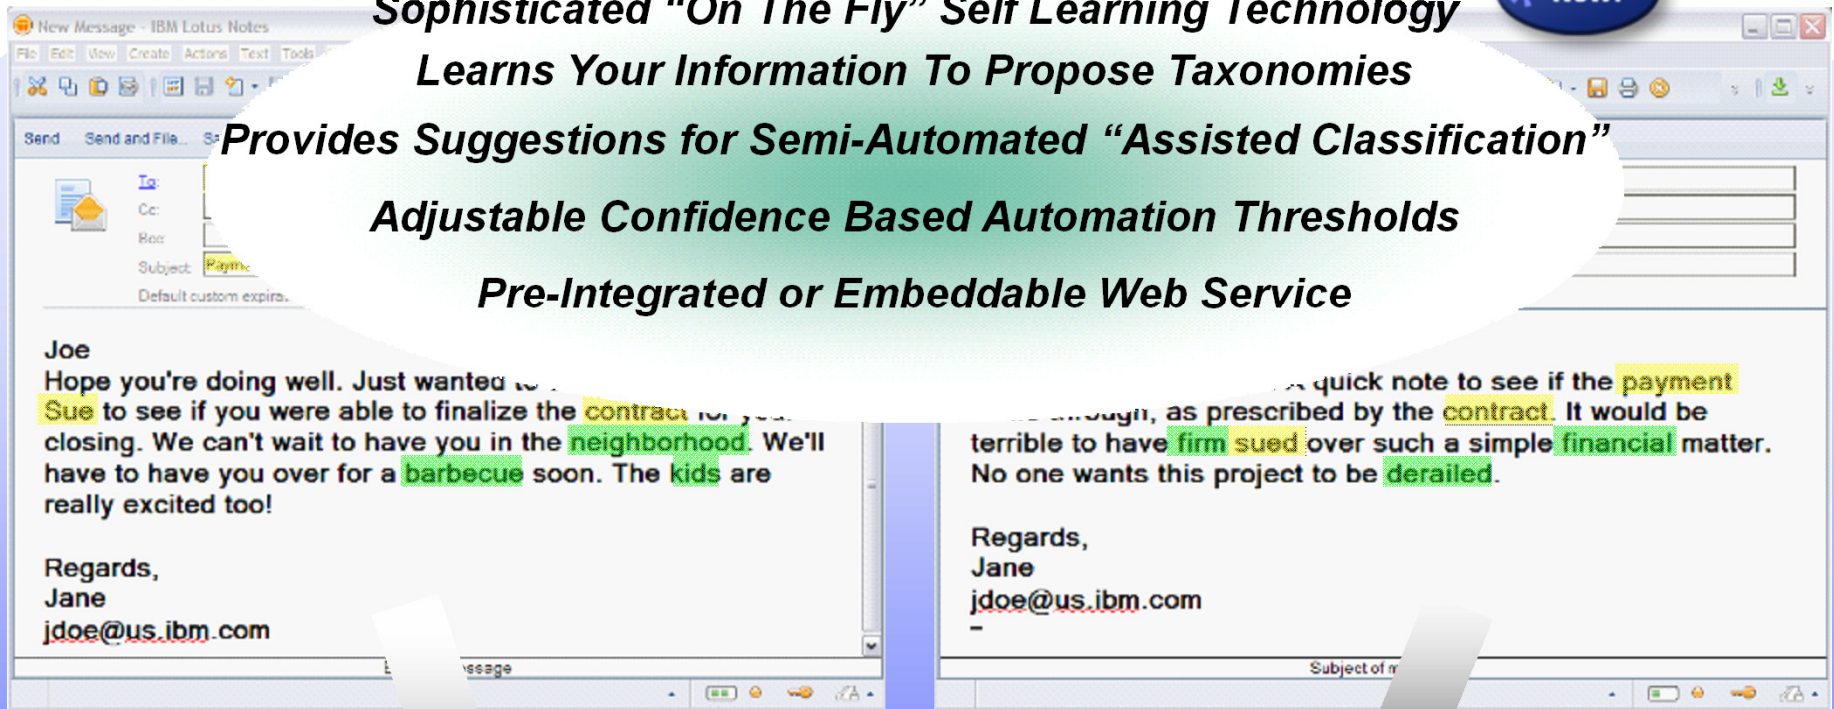 Sophisticated “On The Fly” Self Learning Technology
Learns Your Information To Propose Taxonomies
Provides Suggestions for Semi-Automated “Assisted Classification”
Adjustable Confidence Based Automation Thresholds
Pre-Integrated or Embeddable Web Service
New Message - IBM Lotus Notes
File Edit View Create Actions Text Tools
Send Send and File...
To:
Cc:
Bcc:
Subject:
Default custom
Joe
Hope you're doing well. Just wanted
Sue to see if you were able to finalize the contract for
closing. We can't wait to have you in the neighborhood. We'll
have to have you over for a barbecue soon. The kids are
really excited too!
Regards,
Jane
jdoe@us.ibm.com
quick note to see if the payment
through, as prescribed by the contract. It would be
terrible to have firm sued over such a simple financial matter.
No one wants this project to be derailed.
Regards,
Jane
jdoe@us.ibm.com
Subject of